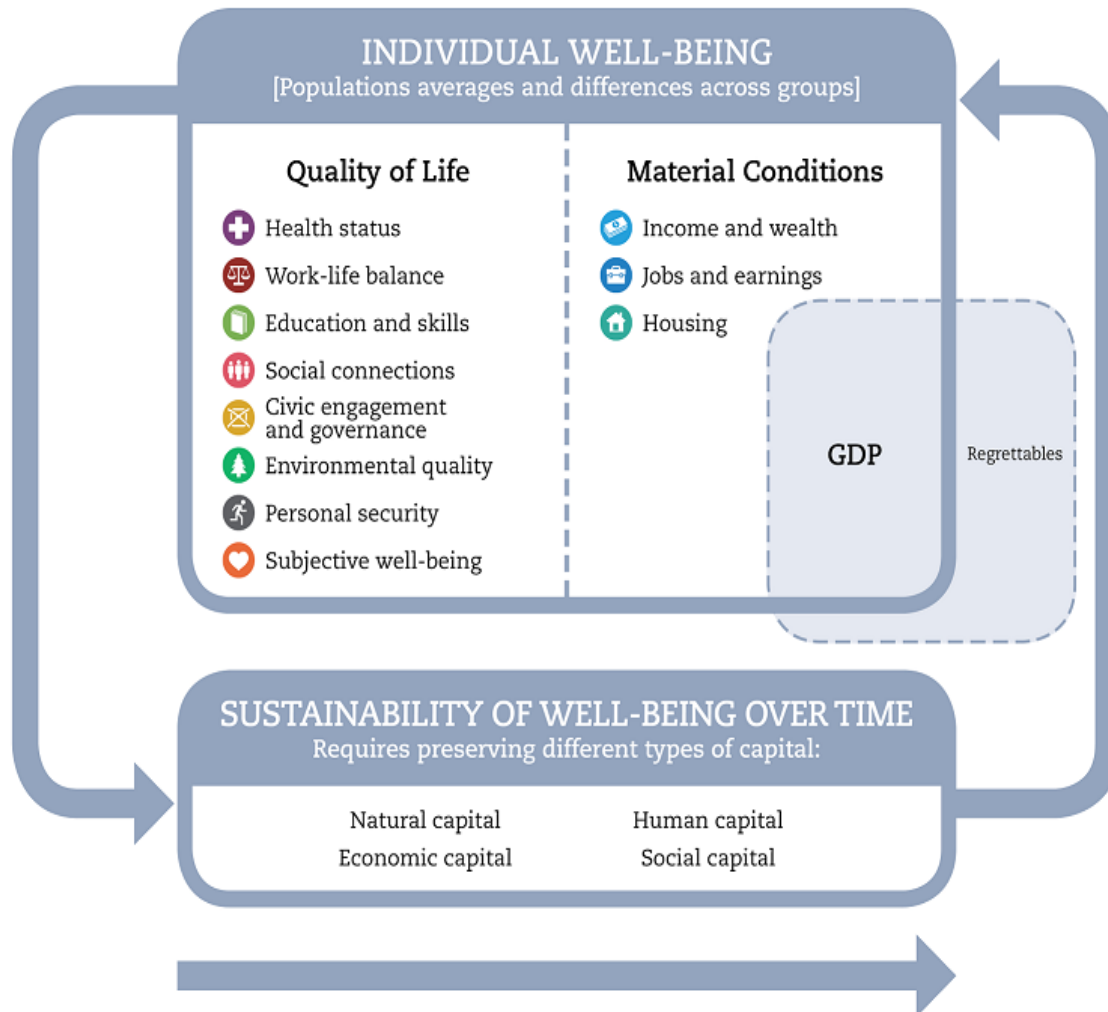 INDIVIDUAL WELL-BEING
[Populations averages and differences across groups]
Quality of Life
Health status
Work-life balance
Education and skills
Social connections
Civic engagement
and governance
Environmental quality
Personal security
Subjective well-being
Material Conditions
Income and wealth
Jobs and earnings
Housing
GDP
Regrettables
SUSTAINABILITY OF WELL-BEING OVER TIME
Requires preserving different types of capital:
Natural capital
Human capital
Economic capital
Social capital